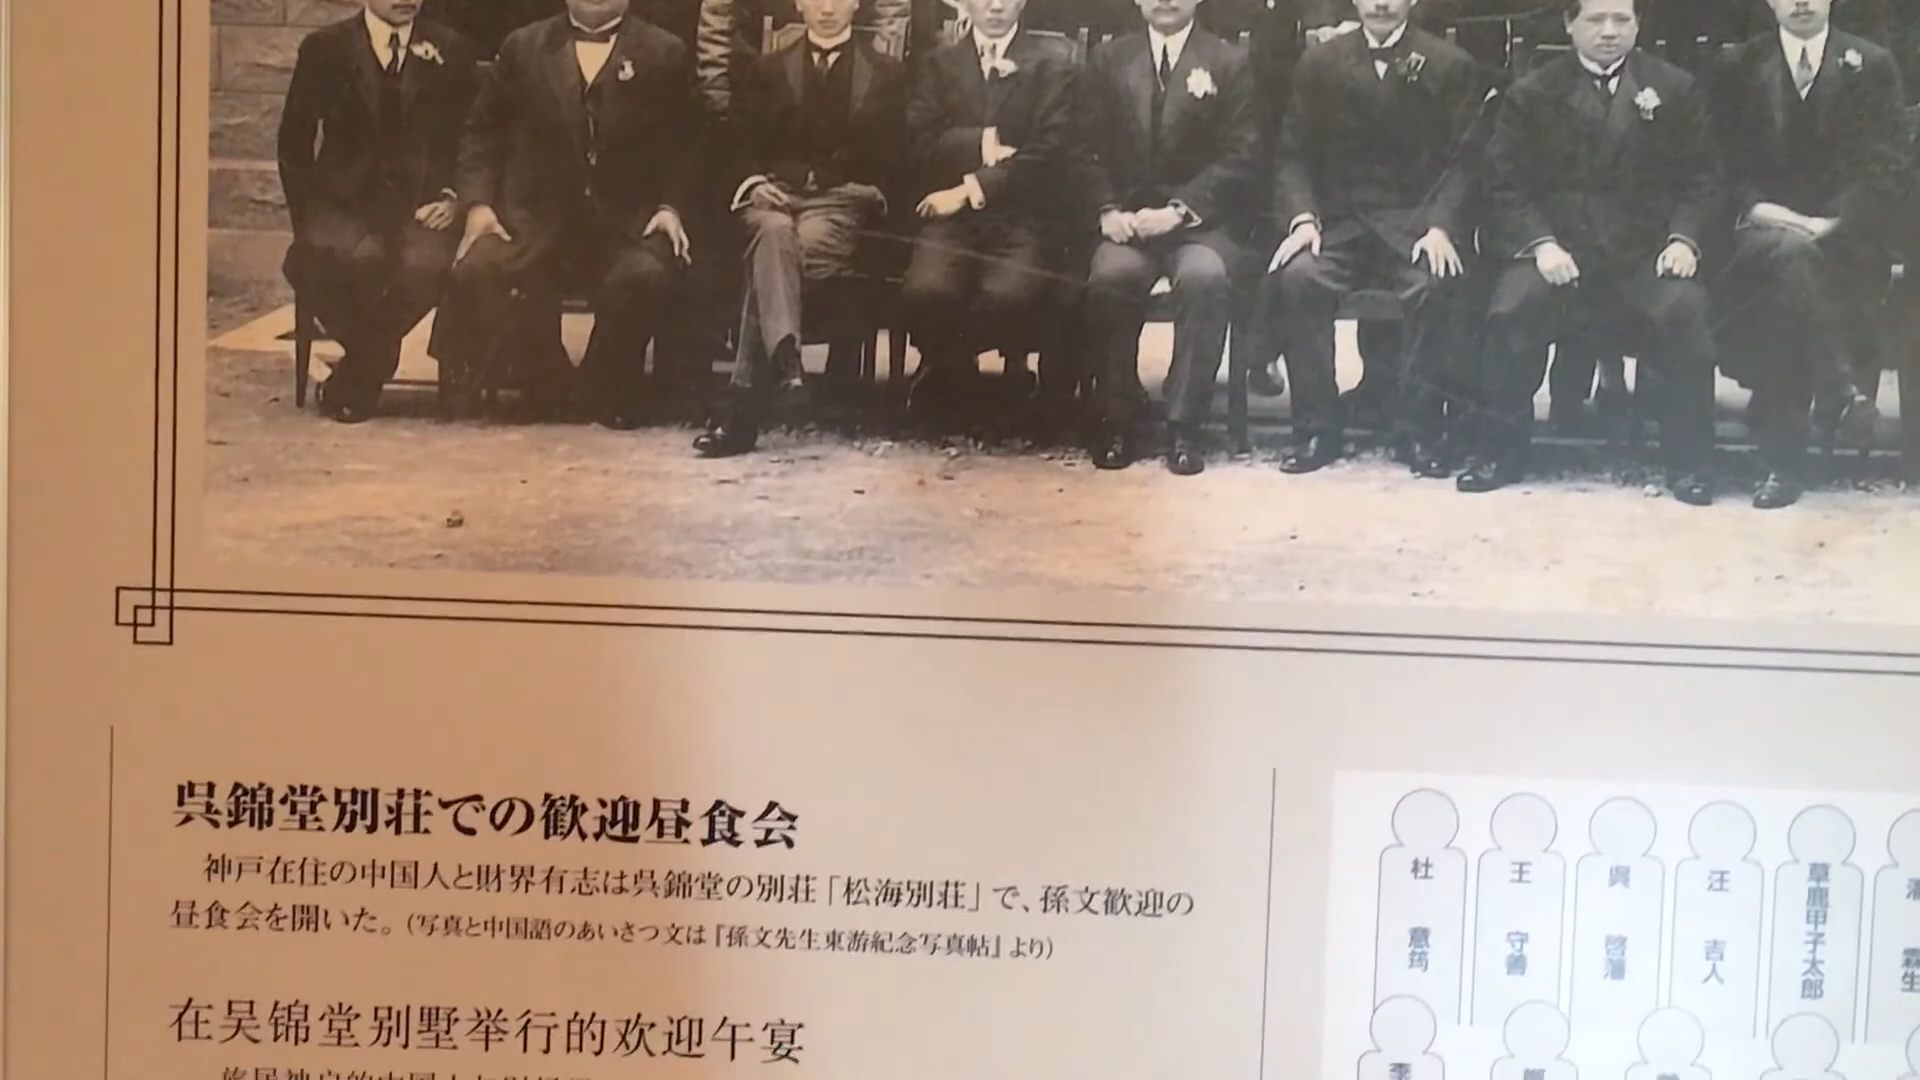 呉錦堂別荘での歓迎昼食会
神戸在住の中国人と財界有志は呉錦堂の別荘「松海別荘」で、孫文歓迎の
昼食会を開いた。(写真と中国語のあいさつ文は『孫文先生東游紀念写真帖』より)
在吴锦堂别墅举行的欢迎午宴
杜 意筠
王 守善
呉 啓藩
汪 吉人
草鹿甲子太郎
霖生
李